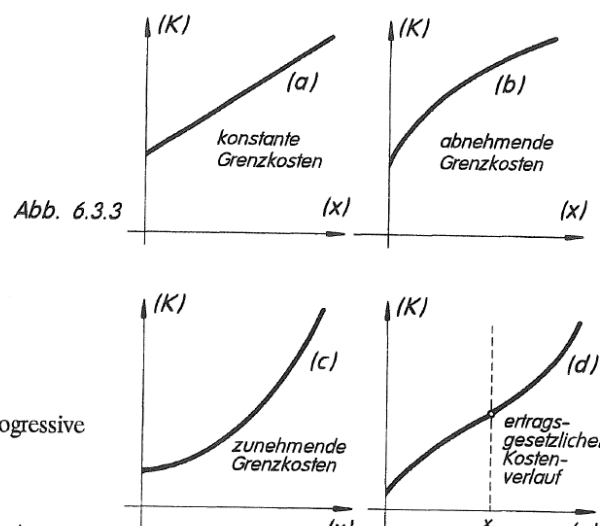 (K)
(a)
konstante
Grenzkosten
(x)
(K)
(b)
abnehmende
Grenzkosten
(x)
Abb. 6.3.3
(K)
(c)
zunehmende
Grenzkosten
(K)
(d)
ertrags-
gesetzlicher
Kosten-
verlauf
x
ogressive